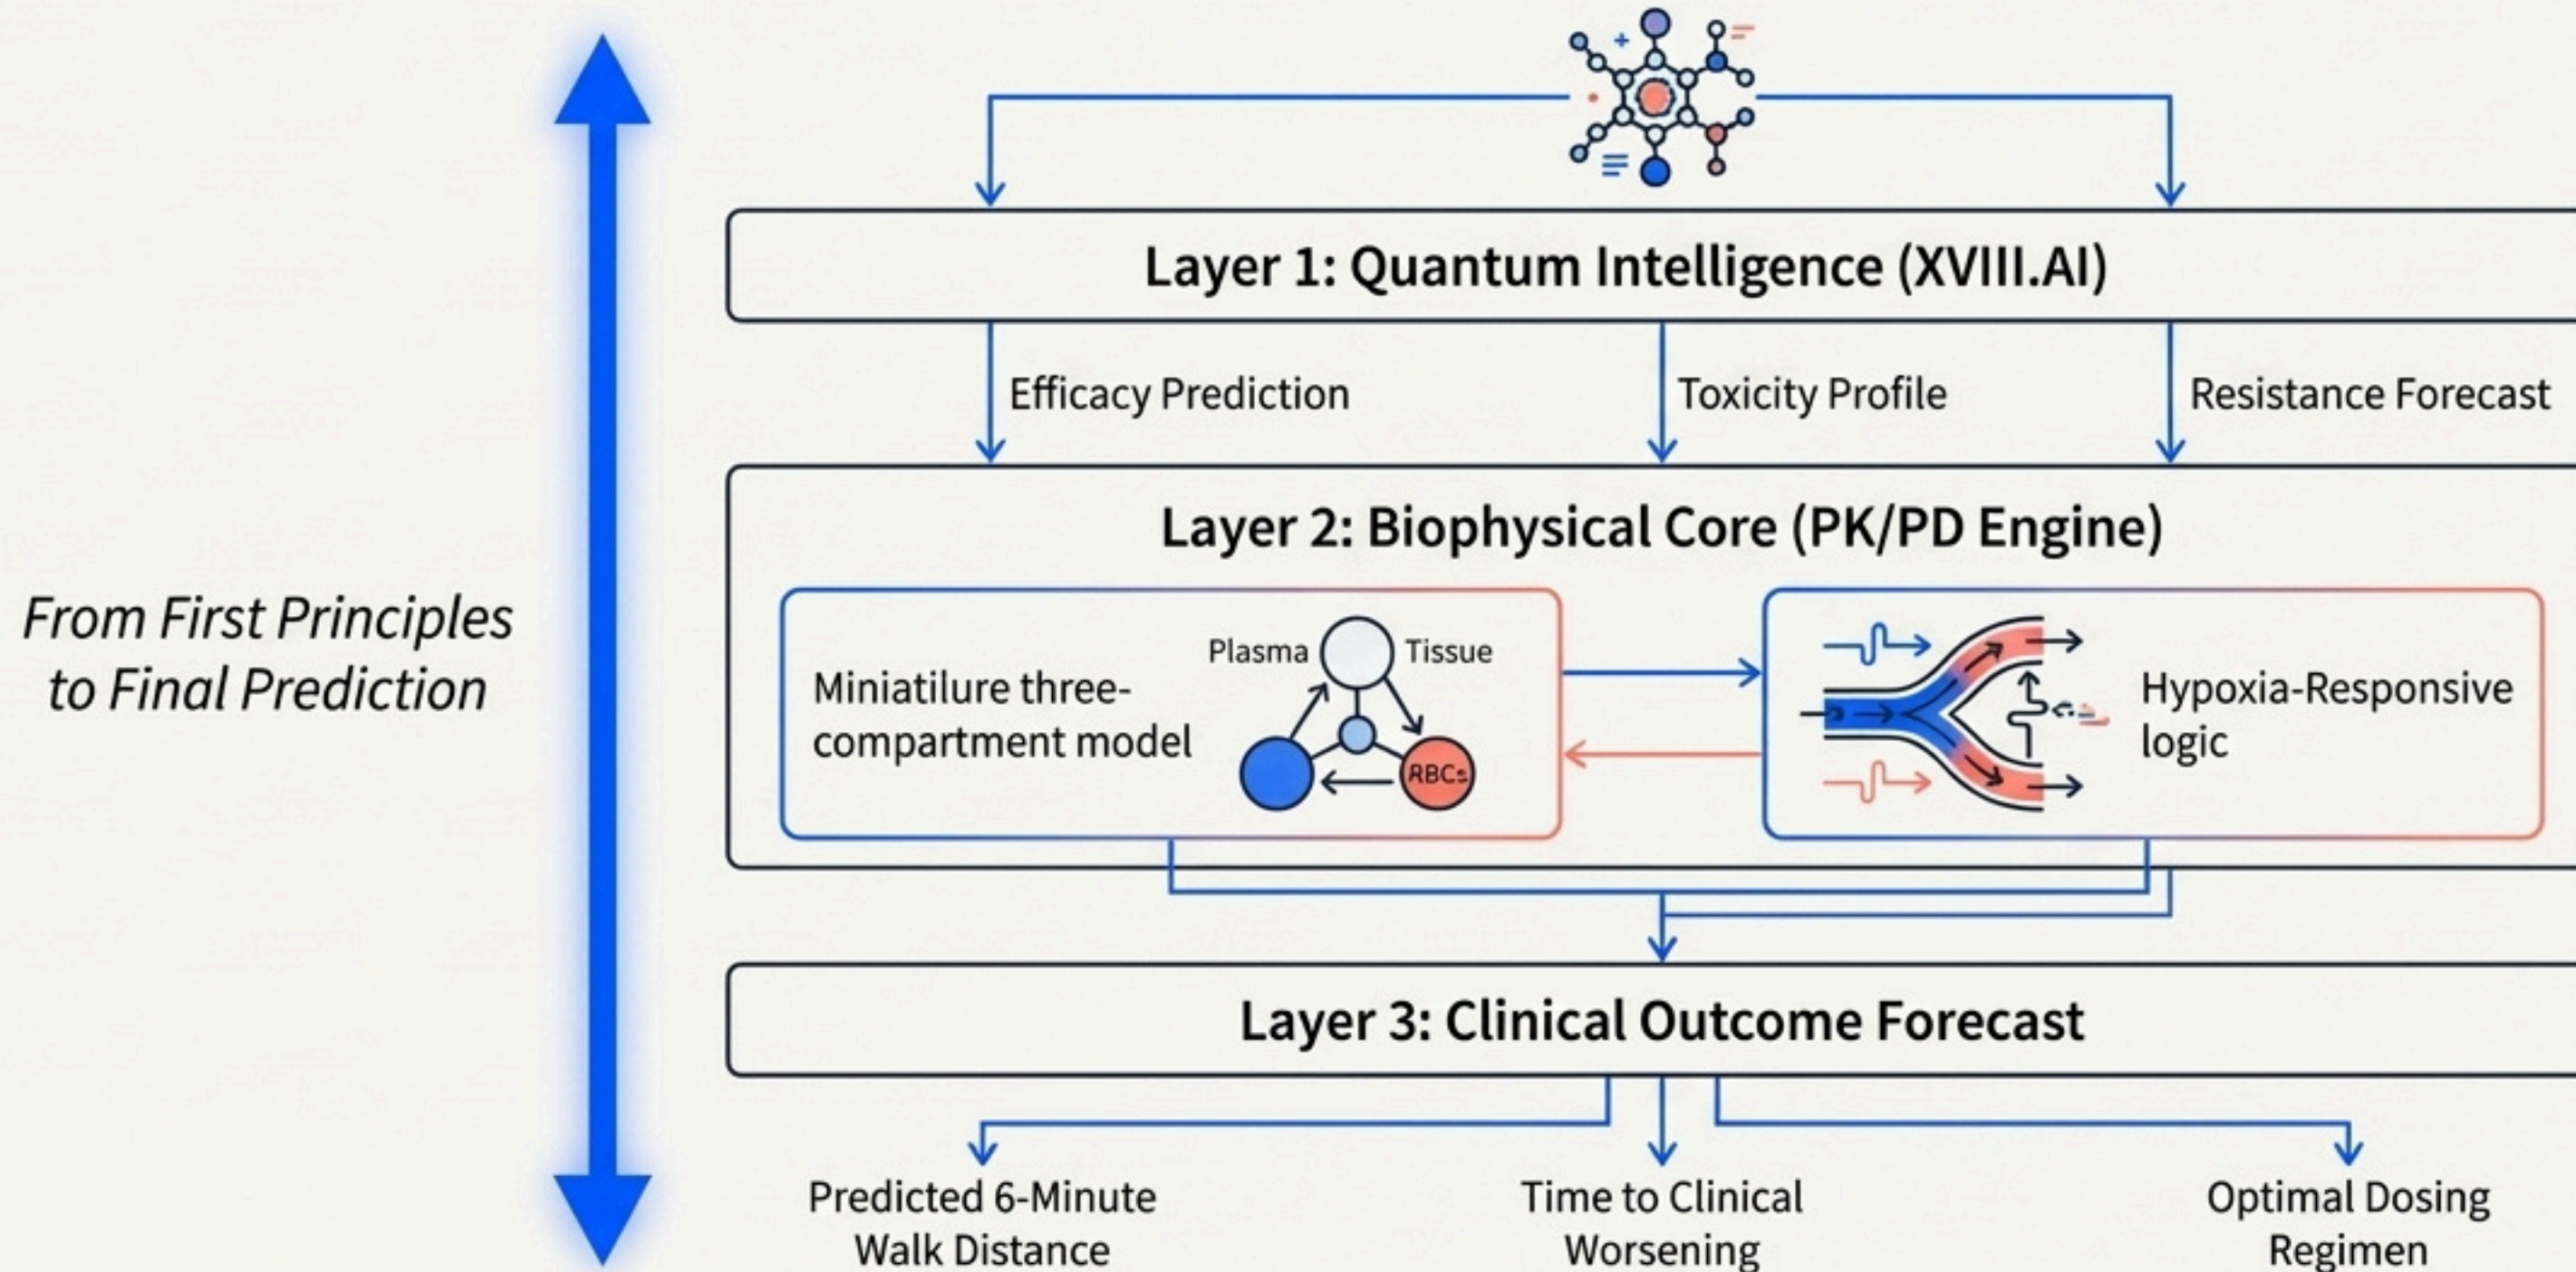 Layer 1: Quantum Intelligence (XVIII.AI)
Efficacy Prediction
Toxicity Profile
Resistance Forecast
From First Principles
to Final Prediction
Layer 2: Biophysical Core (PK/PD Engine)
Miniatilure three-
compartment model
Plasma
Tissue
RBCs
Hypoxia-Responsive
logic
Layer 3: Clinical Outcome Forecast
Predicted 6-Minute
Walk Distance
Time to Clinical
Worsening
Optimal Dosing
Regimen